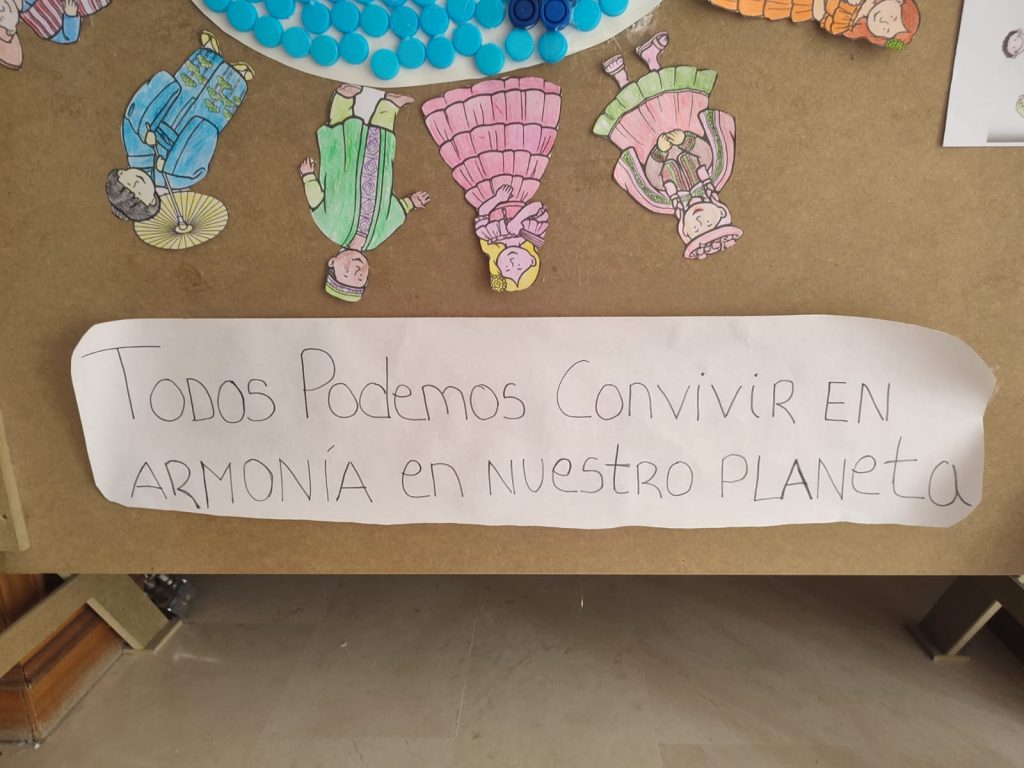 Todos Podemos Convivir EN
ARMONÍA en NUestRO PLANeta